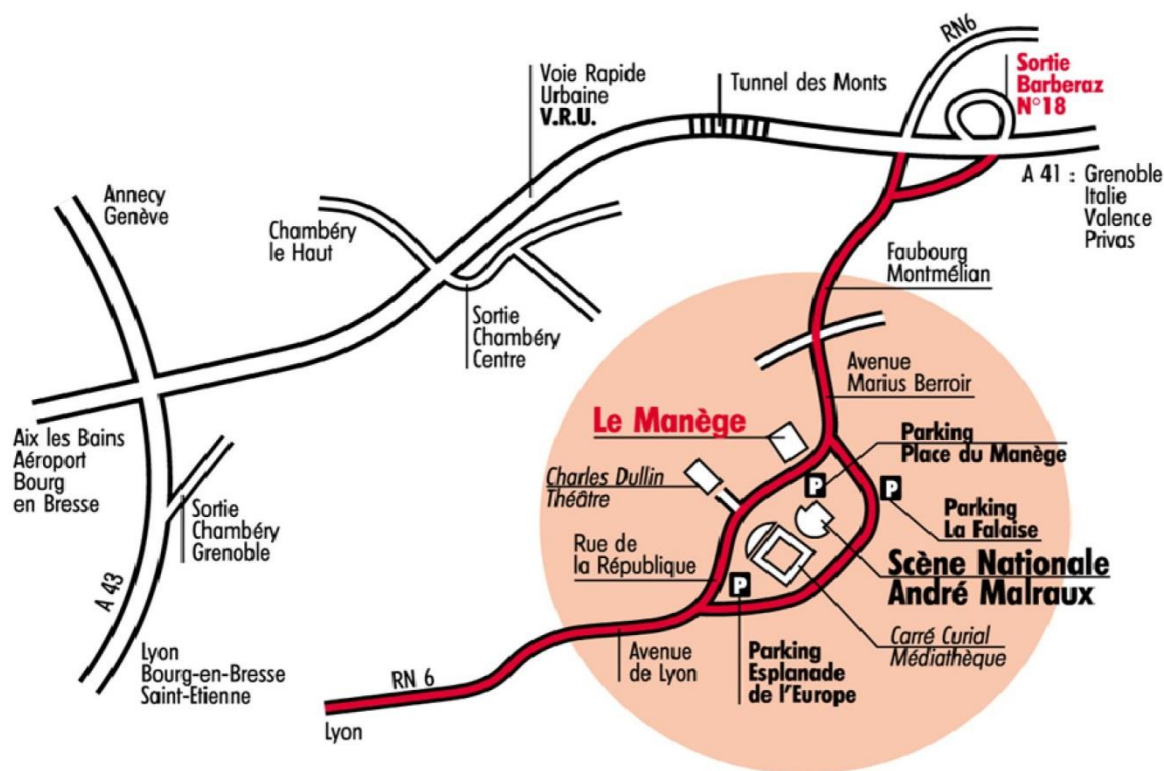 RN6
Sortie
Barberaz
N°18
Voie Rapide
Urbaine
V.R.U.
Tunnel des Monts
A 41 : Grenoble
Italie
Valence
Privas
Annecy
Genève
Chambéry
le Haut
Faubourg
Montmélian
Sortie
Chambéry
Centre
Avenue
Marius Berroir
Aix les Bains
Aéroport
Bourg
en Bresse
Le Manège
Parking
Place du Manège
Charles Dullin
Théâtre
P
P
Parking
La Falaise
Sortie
Chambéry
Grenoble
Rue de
la République
Scène Nationale
André Malraux
P
A 43
Carré Curial
Médiathèque
Lyon
Bourg-en-Bresse
Saint-Etienne
Avenue
de Lyon
Parking
Esplanade
de l'Europe
RN 6
Lyon